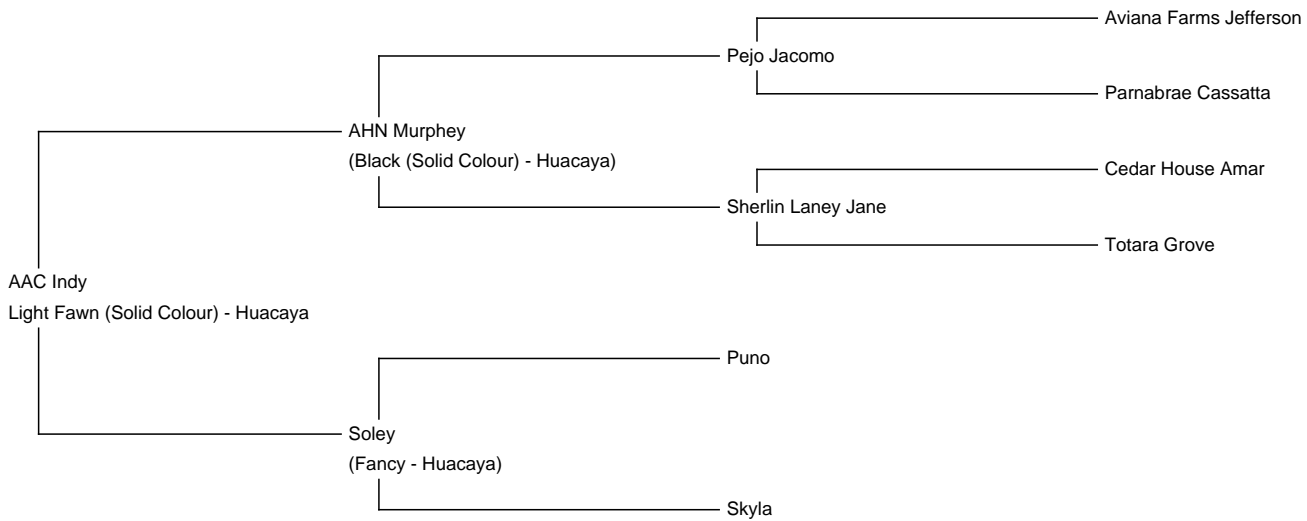 Aviana Farms Jefferson
Pejo Jacomo
Parnabrae Cassatta
AHN Murphey
(Black (Solid Colour) - Huacaya)
Cedar House Amar
Sherlin Laney Jane
Totara Grove
AAC Indy
Light Fawn (Solid Colour) - Huacaya
Puno
Soley
(Fancy - Huacaya)
Skyla